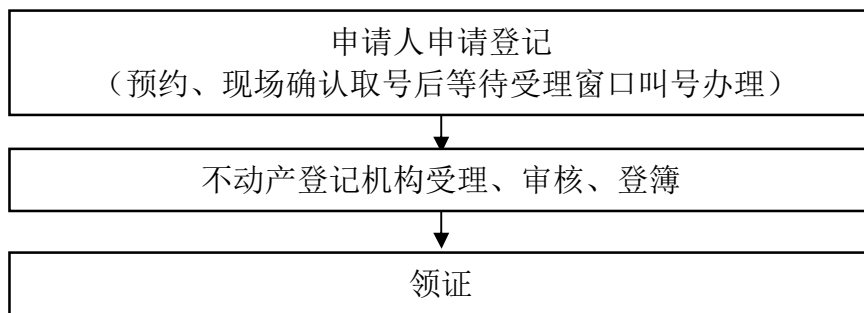 申请人申请登记
（预约、现场确认取号后等待受理窗口叫号办理）
不动产登记机构受理、审核、登簿
领证